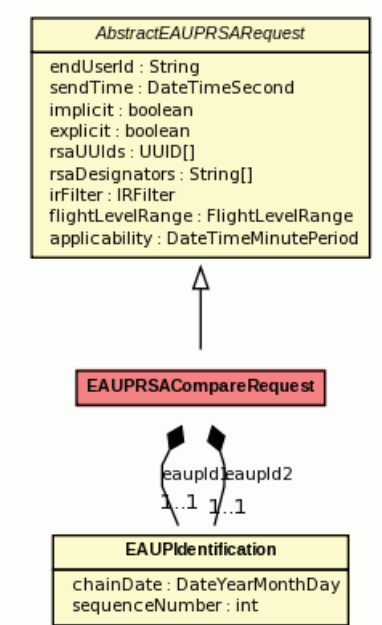 AbstractEAUPRSARequest
endUserId : String
sendTime : DateTimeSecond
implicit : boolean
explicit : boolean
rsaUUIds : UUID[]
rsaDesignators : String[]
irFilter : IRFilter
flightLevelRange : FlightLevelRange
applicability : DateTimeMinutePeriod
EAUPRSACompareRequest
eaupId1 eaupId2
1..1 1..1
EAUPIdentification
chainDate : DateYearMonthDay
sequenceNumber : int